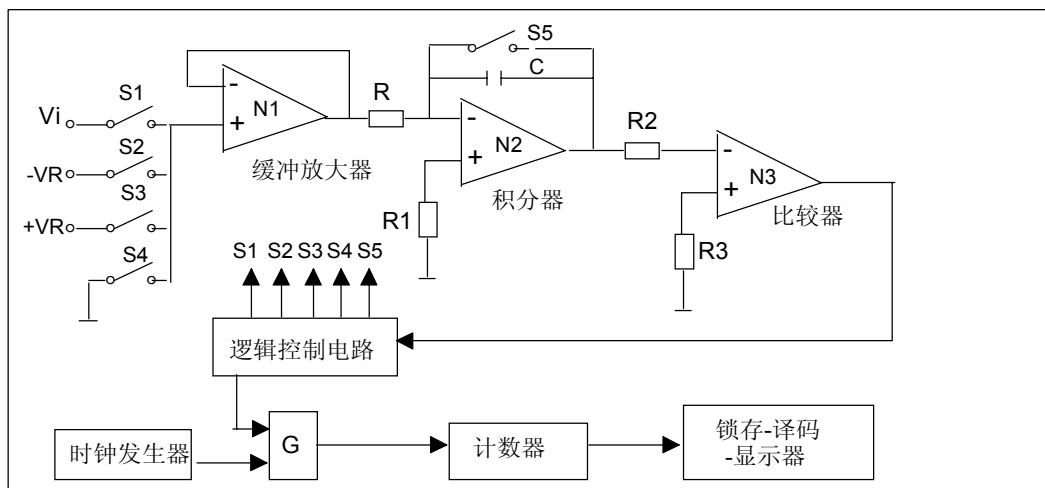 S5
C
R
S1
Vi
-
N1
+
S2
-VR
S3
+VR
S4
缓冲放大器
-
N2
+
积分器
R1
R2
-
N3
+
比较器
R3
S1 S2 S3 S4 S5
逻辑控制电路
时钟发生器
G
计数器
锁存-译码
-显示器